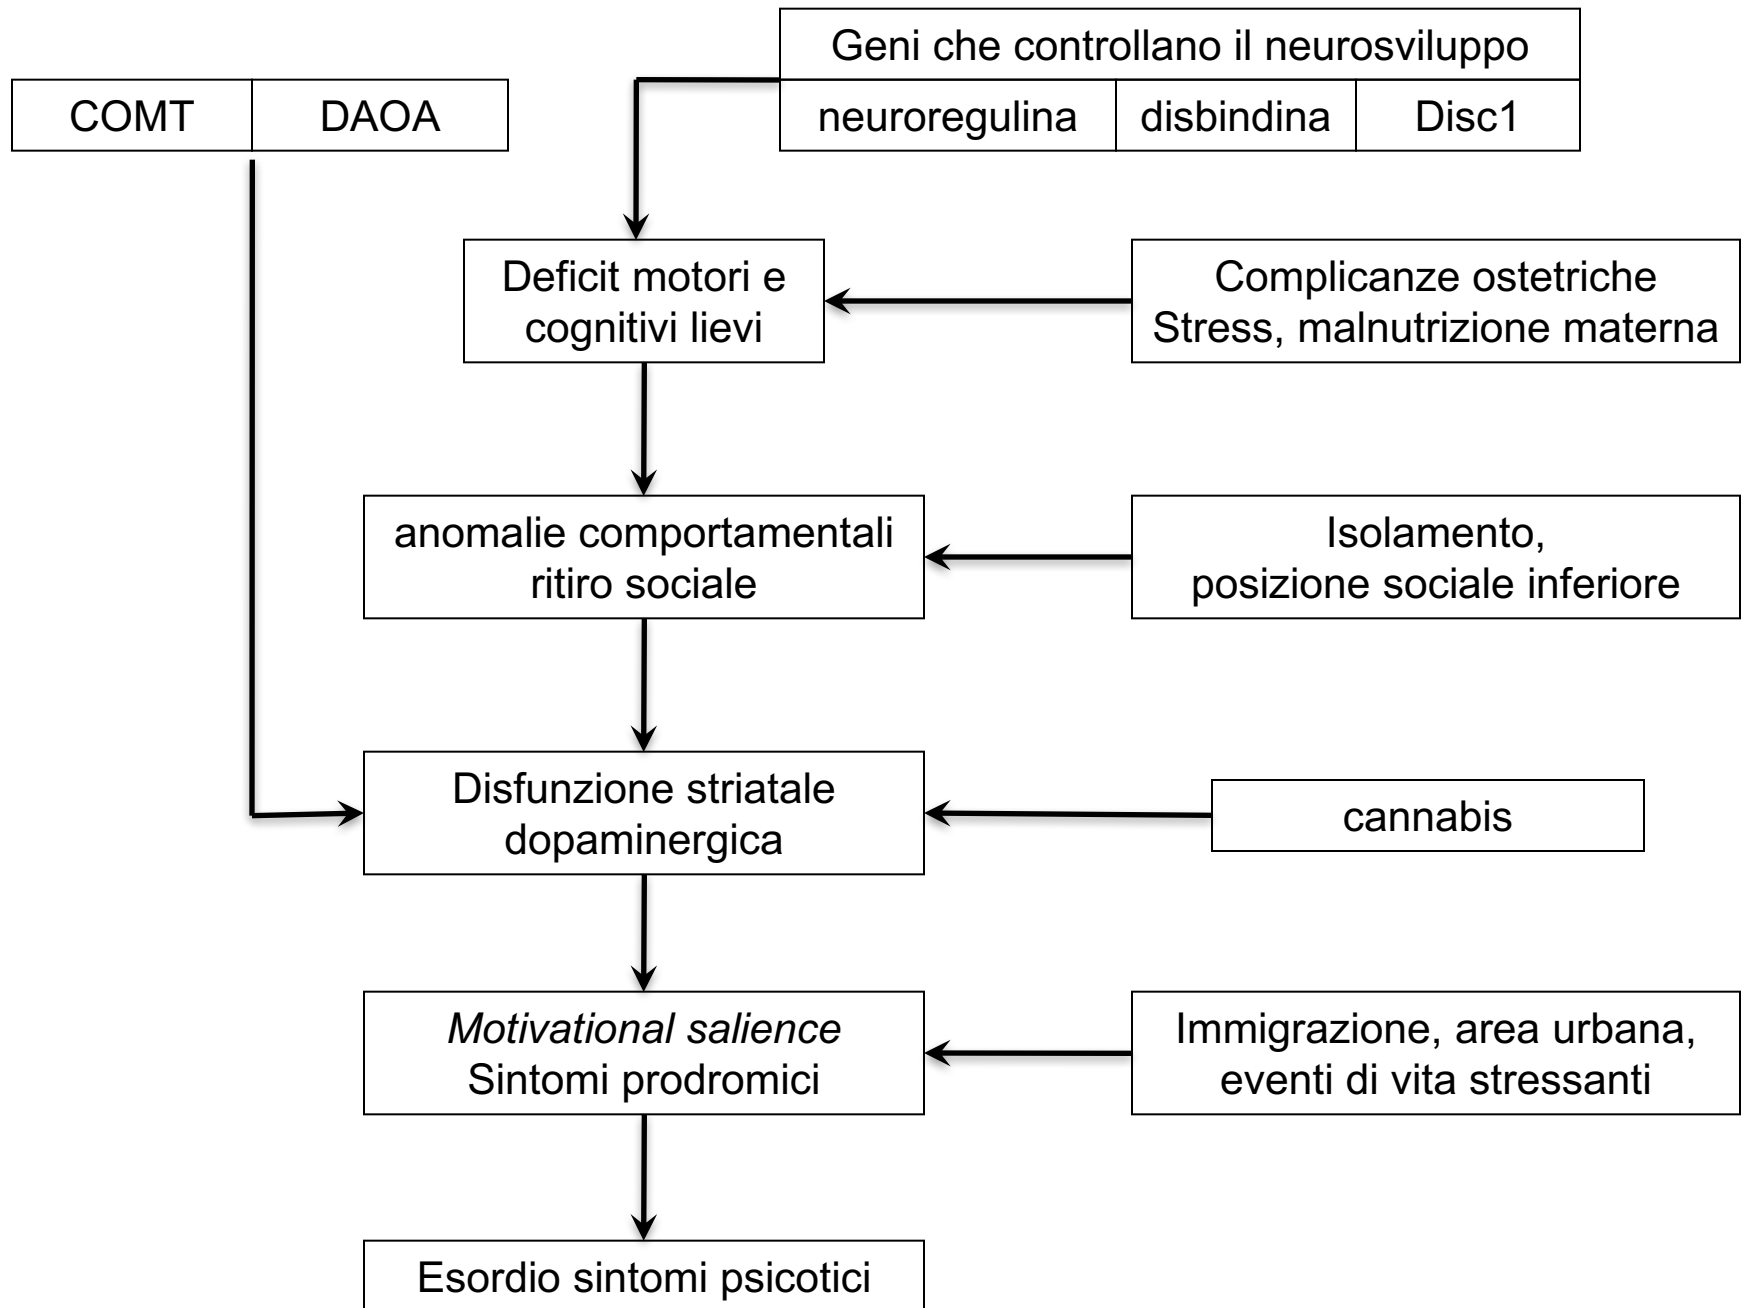 Geni che controllano il neurosviluppo
COMT DAOA
neuroregulina disbindina Disc1
Deficit motori e
cognitivi lievi
Complicanze ostetriche
Stress, malnutrizione materna
anomalie comportamentali
ritiro sociale
Isolamento,
posizione sociale inferiore
Disfunzione striatale
dopaminergica
cannabis
Motivational salience
Sintomi prodromici
Immigrazione, area urbana,
eventi di vita stressanti
Esordio sintomi psicotici